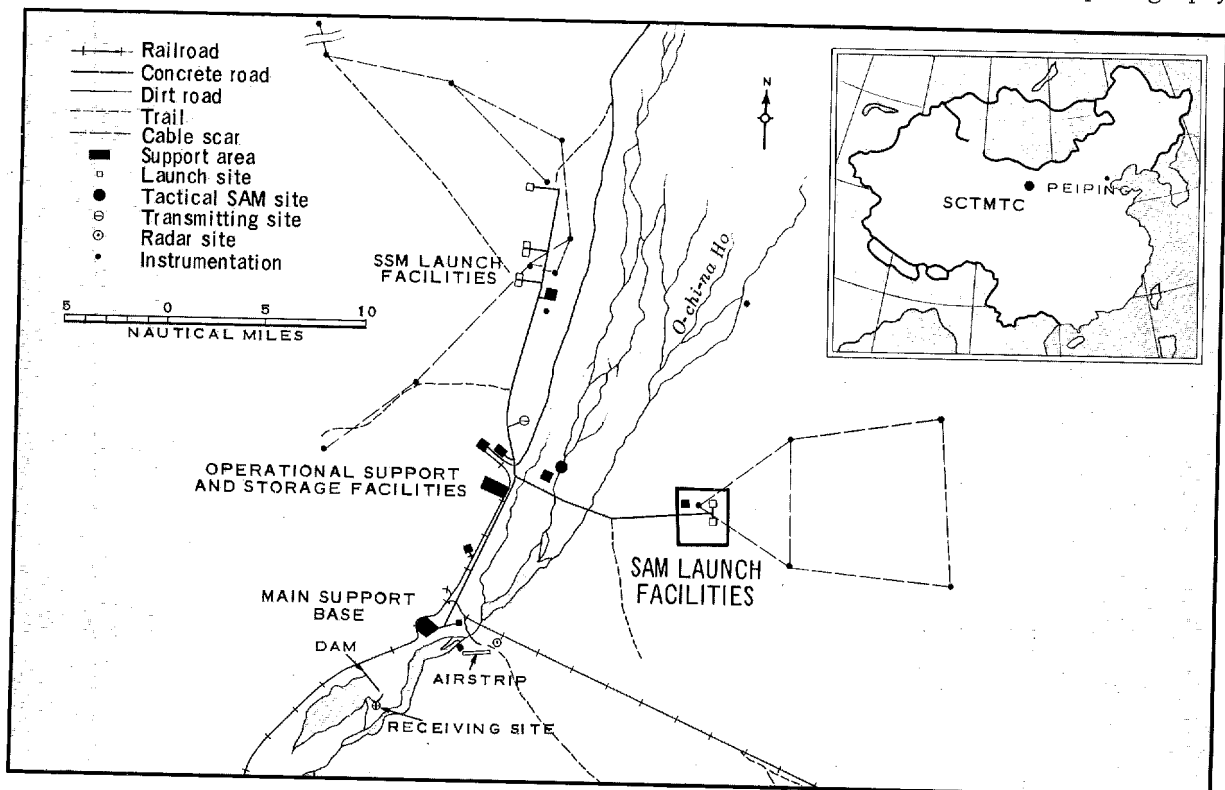 Railroad
Concrete road
Dirt road
Trail
Cable scar
Support area
Launch site
Tactical SAM site
Transmitting site
Radar site
Instrumentation
5 0 5 10
NAUTICAL MILES
N
SCTMTC
PEIPING
SSM LAUNCH
FACILITIES
O-chi-na Ho
OPERATIONAL SUPPORT
AND STORAGE FACILITIES
SAM LAUNCH
FACILITIES
MAIN SUPPORT
BASE
DAM
AIRSTRIP
RECEIVING SITE